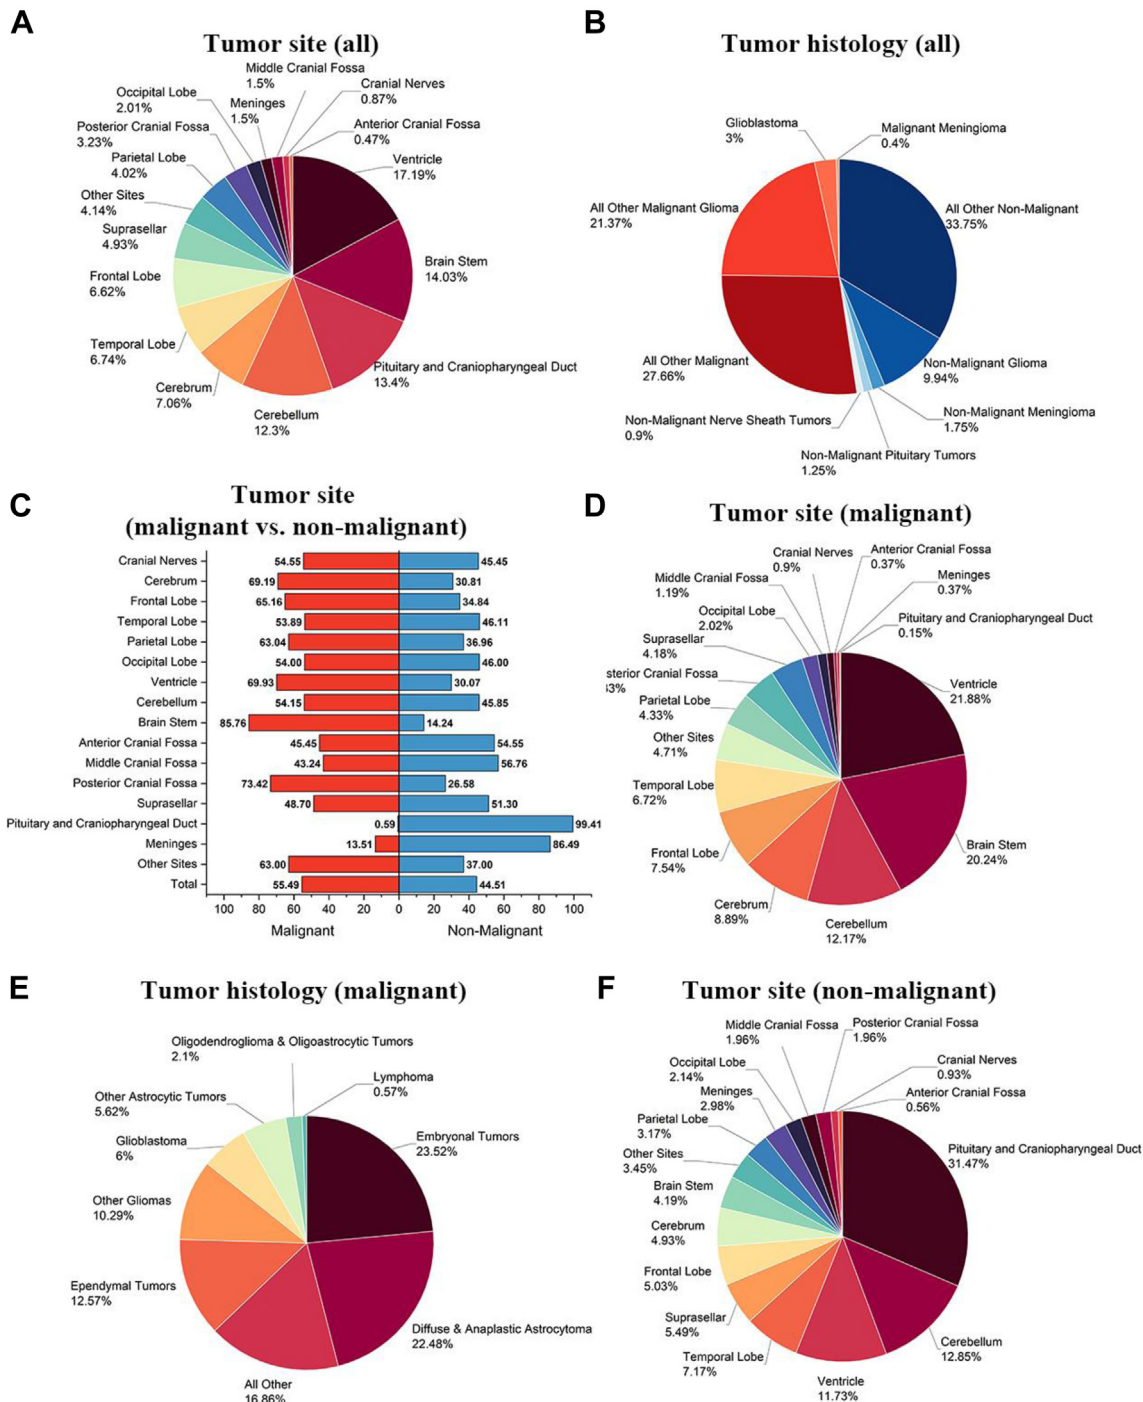 A
Tumor site (all)
Middle Cranial Fossa
1.5%
Cranial Nerves
0.87%
Occipital Lobe
2.01%
Meninges
1.5%
Anterior Cranial Fossa
0.47%
Posterior Cranial Fossa
3.23%
Ventricle
17.19%
Parietal Lobe
4.02%
Other Sites
4.14%
Suprasellar
4.93%
Brain Stem
14.03%
Frontal Lobe
6.62%
Temporal Lobe
6.74%
Pituitary and Craniopharyngeal Duct
13.4%
Cerebrum
7.06%
Cerebellum
12.3%
B
Tumor histology (all)
Glioblastoma
3%
Malignant Meningioma
0.4%
All Other Malignant Glioma
21.37%
All Other Non-Malignant
33.75%
All Other Malignant
27.66%
Non-Malignant Glioma
9.94%
Non-Malignant Meningioma
1.75%
Non-Malignant Nerve Sheath Tumors
0.9%
Non-Malignant Pituitary Tumors
1.25%
C
Tumor site
(malignant vs. non-malignant)
Cranial Nerves 54.55 45.45
Cerebrum 69.19 30.81
Frontal Lobe 65.16 34.84
Temporal Lobe 53.89 46.11
Parietal Lobe 63.04 36.96
Occipital Lobe 54.00 46.00
Ventricle 69.93 30.07
Cerebellum 54.15 45.85
Brain Stem 85.76 14.24
Anterior Cranial Fossa 45.45 54.55
Middle Cranial Fossa 43.24 56.76
Posterior Cranial Fossa 73.42 26.58
Suprasellar 48.70 51.30
Pituitary and Craniopharyngeal Duct 0.59 99.41
Meninges 13.51 86.49
Other Sites 63.00 37.00
Total 55.49 44.51
100 80 60 40 20 0 20 40 60 80 100
Malignant Non-Malignant
D
Tumor site (malignant)
Cranial Nerves
0.9%
Anterior Cranial Fossa
0.37%
Middle Cranial Fossa
1.19%
Meninges
0.37%
Occipital Lobe
2.02%
Pituitary and Craniopharyngeal Duct
0.15%
Suprasellar
4.18%
sterior Cranial Fossa
3%
Ventricle
21.88%
Parietal Lobe
4.33%
Other Sites
4.71%
Temporal Lobe
6.72%
Frontal Lobe
7.54%
Brain Stem
20.24%
Cerebrum
8.89%
Cerebellum
12.17%
E
Tumor histology (malignant)
Oligodendroglioma & Oligoastrocytic Tumors
2.1%
Lymphoma
0.57%
Other Astrocytic Tumors
5.62%
Glioblastoma
6%
Embryonal Tumors
23.52%
Other Gliomas
10.29%
Ependymal Tumors
12.57%
Diffuse & Anaplastic Astrocytoma
22.48%
All Other
16.86%
F
Tumor site (non-malignant)
Middle Cranial Fossa
1.96%
Posterior Cranial Fossa
1.96%
Occipital Lobe
2.14%
Cranial Nerves
0.93%
Meninges
2.98%
Anterior Cranial Fossa
0.56%
Parietal Lobe
3.17%
Pituitary and Craniopharyngeal Duct
31.47%
Other Sites
3.45%
Brain Stem
4.19%
Cerebrum
4.93%
Frontal Lobe
5.03%
Suprasellar
5.49%
Cerebellum
12.85%
Temporal Lobe
7.17%
Ventricle
11.73%